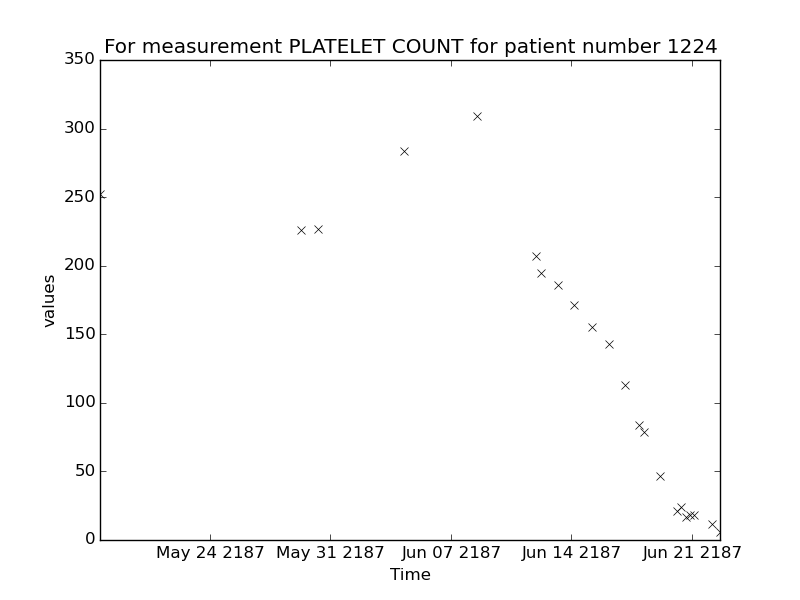 For measurement PLATELET COUNT for patient number 1224
350
300
250
200
150
100
50
0
values
May 24 2187
May 31 2187
Jun 07 2187
Jun 14 2187
Jun 21 2187
Time